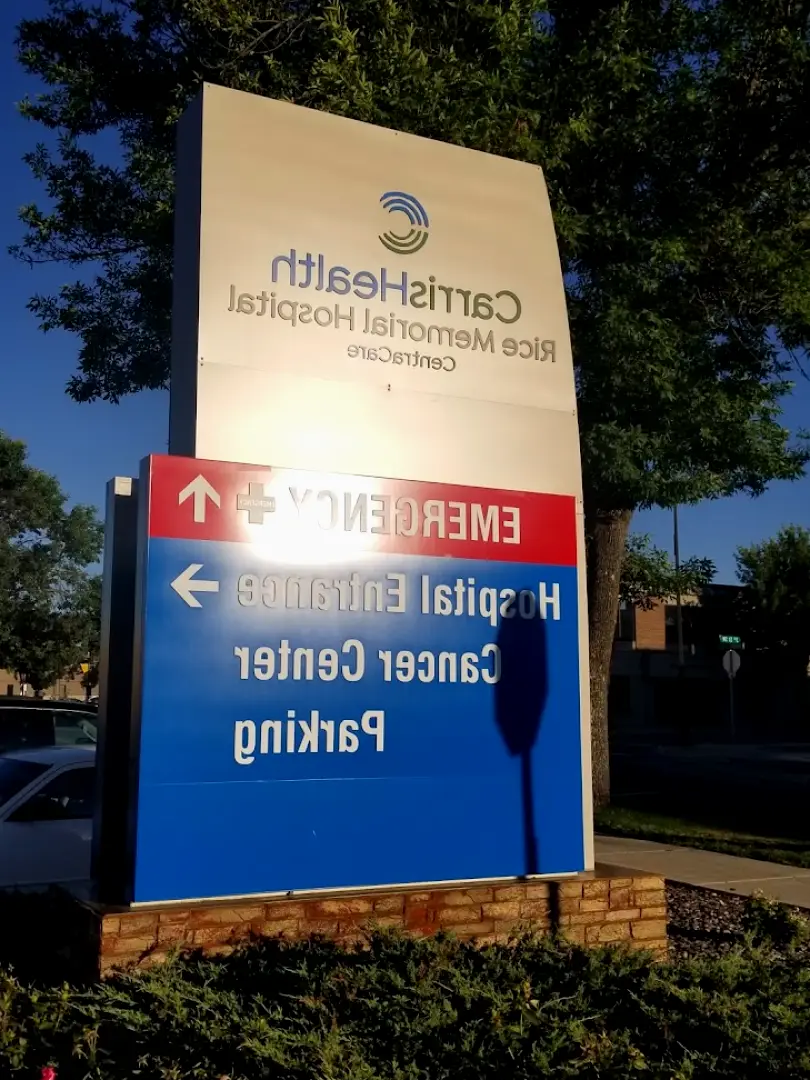 CarrisHealth
Rice Memorial Hospital
CentraCare
EMERGENCY
Hospital Entrance
Cancer Center
Parking